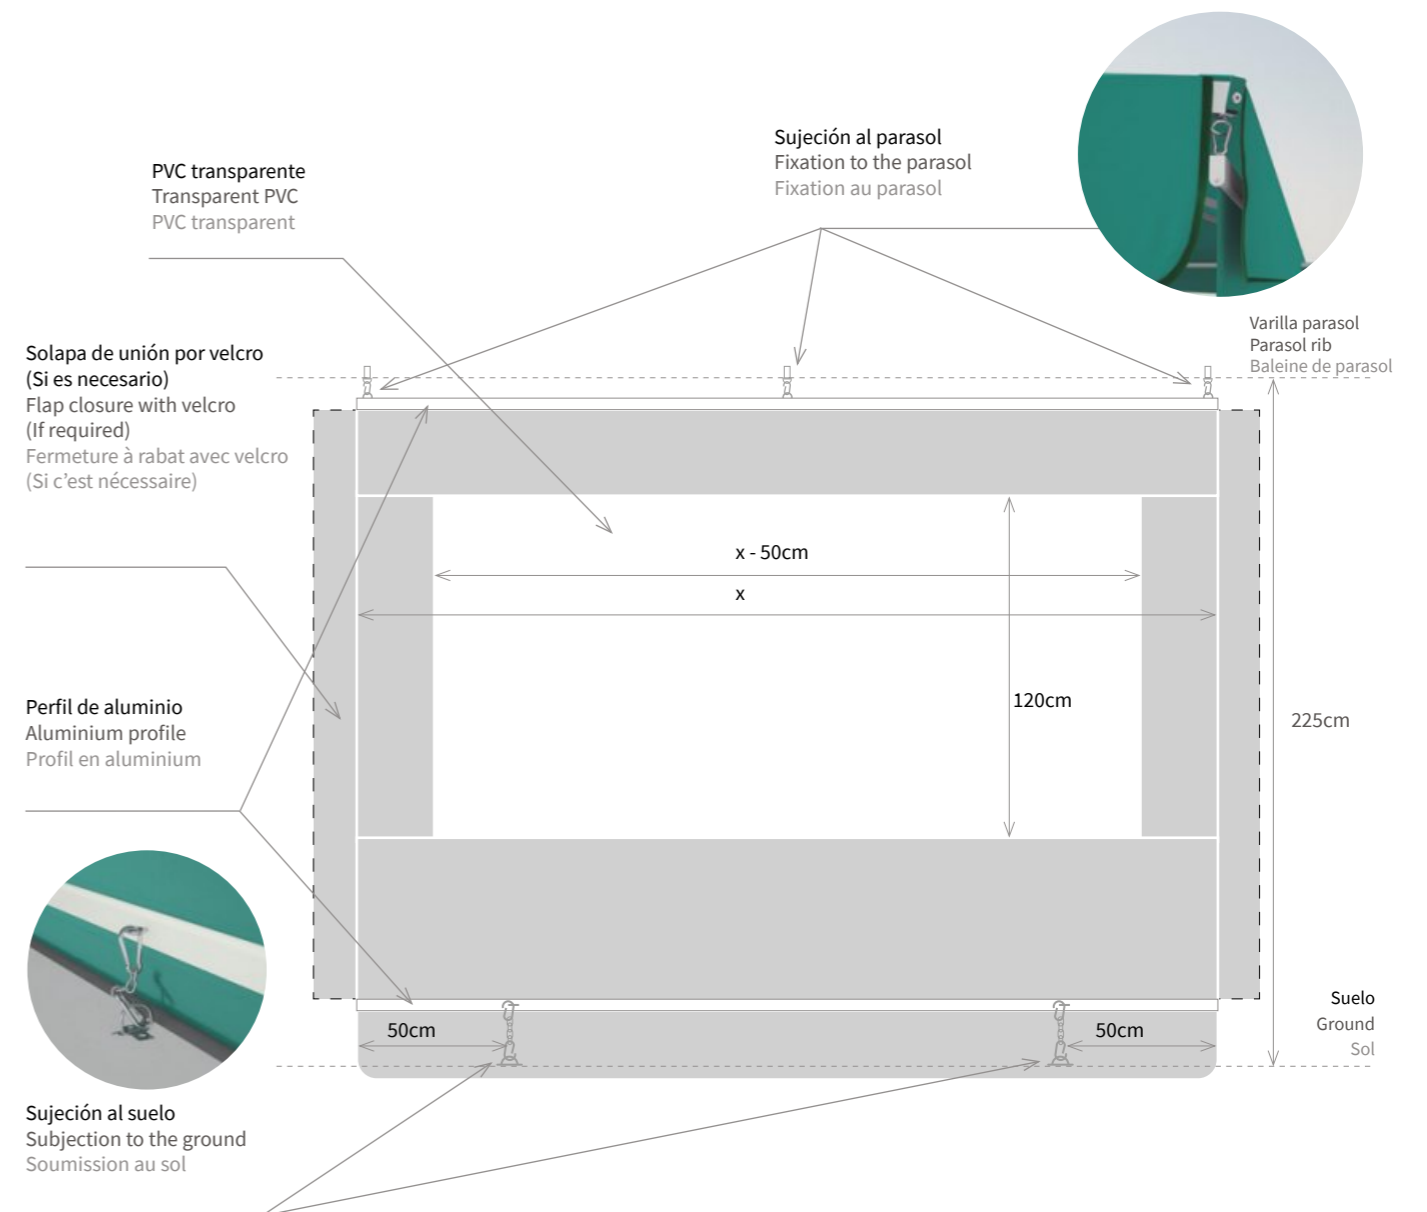 Sujeción al parasol
Fixation to the parasol
Fixation au parasol
PVC transparente
Transparent PVC
PVC transparent
Varilla parasol
Parasol rib
Baleine de parasol
Solapa de unión por velcro
(Si es necesario)
Flap closure with velcro
(If required)
Fermeture à rabat avec velcro
(Si c’est nécessaire)
x - 50cm
x
120cm
225cm
Perfil de aluminio
Aluminium profile
Profil en aluminium
50cm
50cm
Suelo
Ground
Sol
Sujeción al suelo
Subjection to the ground
Soumission au sol